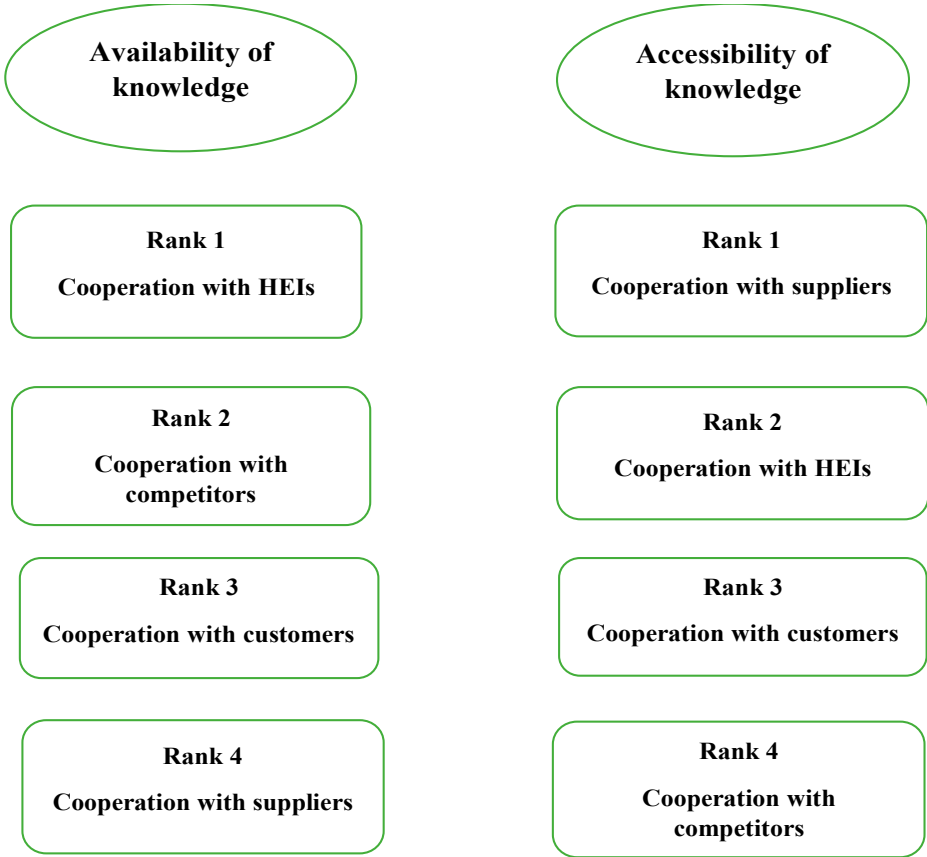 Availability of
knowledge
Accessibility of
knowledge
Rank 1
Cooperation with HEIs
Rank 1
Cooperation with suppliers
Rank 2
Cooperation with
competitors
Rank 2
Cooperation with HEIs
Rank 3
Cooperation with customers
Rank 3
Cooperation with customers
Rank 4
Cooperation with suppliers
Rank 4
Cooperation with
competitors